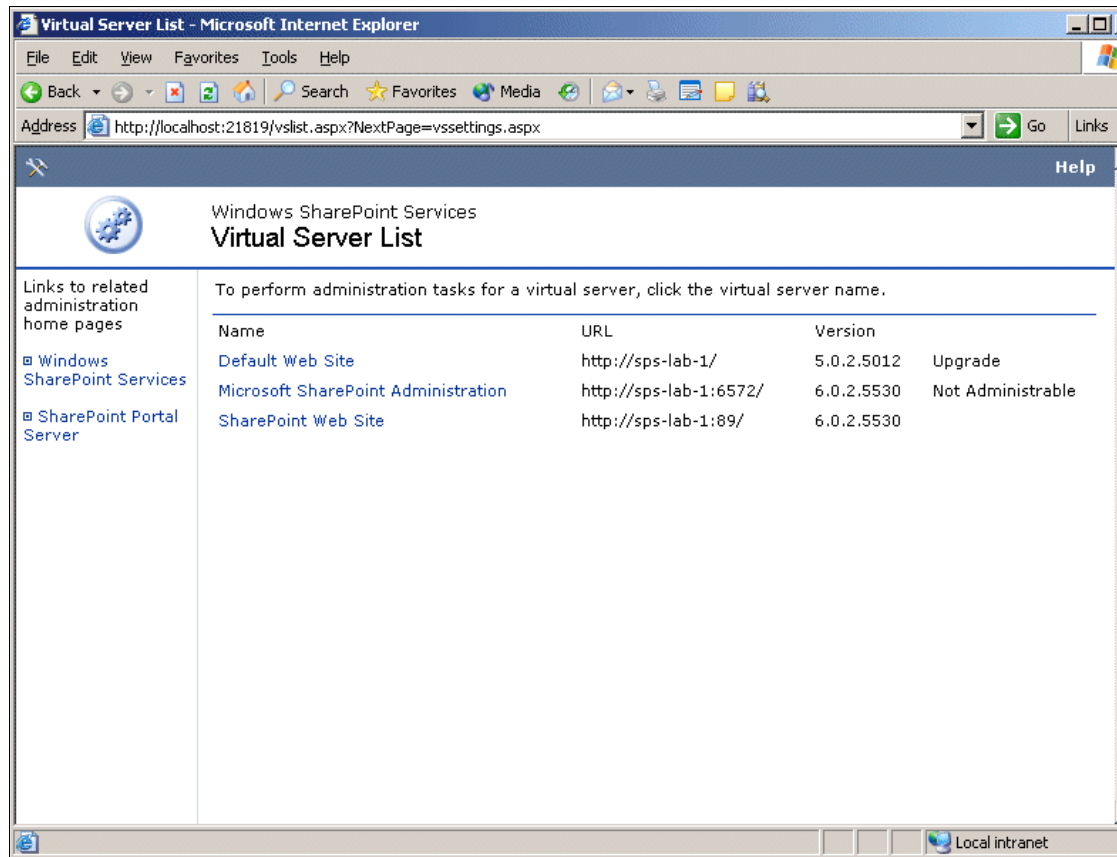 Virtual Server List - Microsoft Internet Explorer
File Edit View Favorites Tools Help
Back Search Favorites Media
Address http://localhost:21819/vslist.aspx?NextPage=vssettings.aspx Go Links
Help
Windows SharePoint Services
Virtual Server List
Links to related
administration
home pages
Windows
SharePoint Services
SharePoint Portal
Server
To perform administration tasks for a virtual server, click the virtual server name.
Name URL Version
Default Web Site http://sps-lab-1/ 5.0.2.5012 Upgrade
Microsoft SharePoint Administration http://sps-lab-1:6572/ 6.0.2.5530 Not Administrable
SharePoint Web Site http://sps-lab-1:89/ 6.0.2.5530
Local intranet